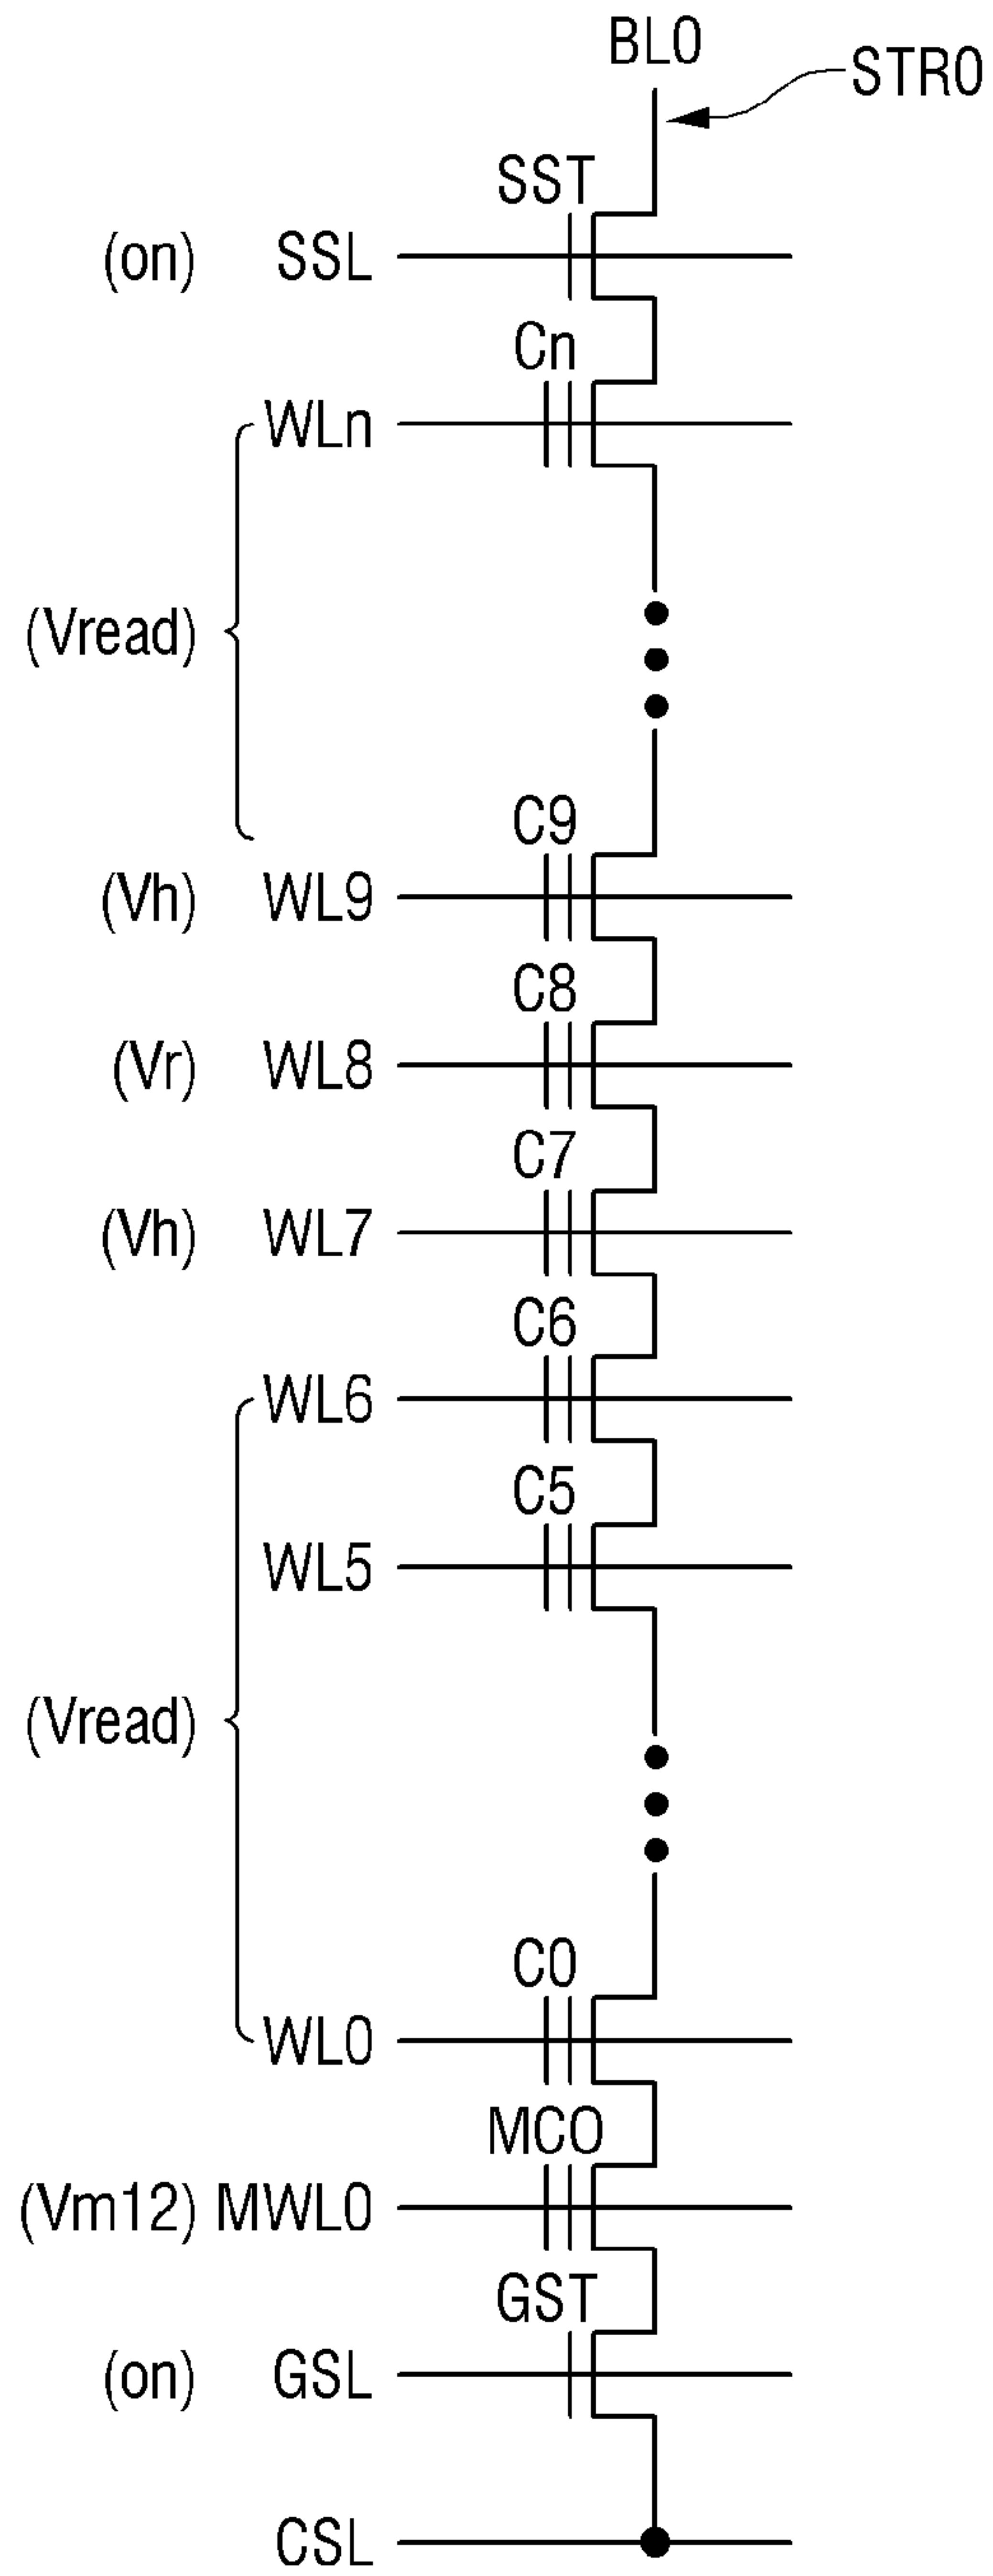 BL0
STR0
SST
(on) SSL
Cn
WLn
(Vread)
C9
(Vh) WL9
C8
(Vr) WL8
C7
(Vh) WL7
C6
WL6
C5
WL5
(Vread)
C0
WL0
MCO
(Vm12) MWL0
GST
(on) GSL
CSL